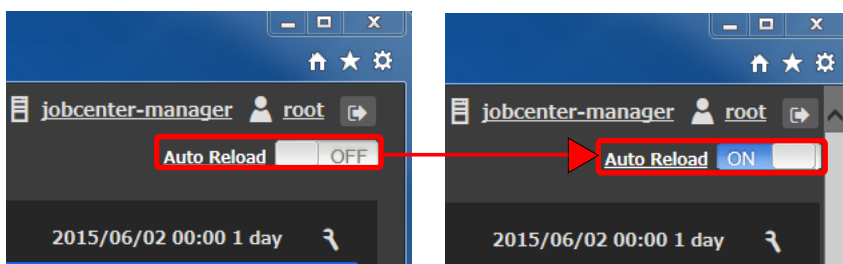 jobcenter-manager root
Auto Reload OFF
2015/06/02 00:00 1 day
jobcenter-manager root
Auto Reload ON
2015/06/02 00:00 1 day